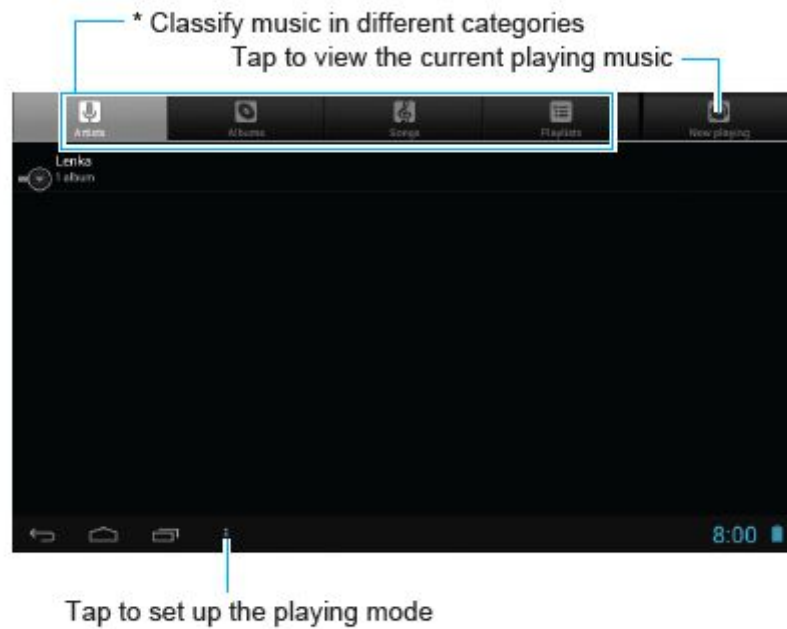 * Classify music in different categories
Tap to view the current playing music
Artists Albums Songs Playlists Now playing
Lenka
1 album
8:00
Tap to set up the playing mode